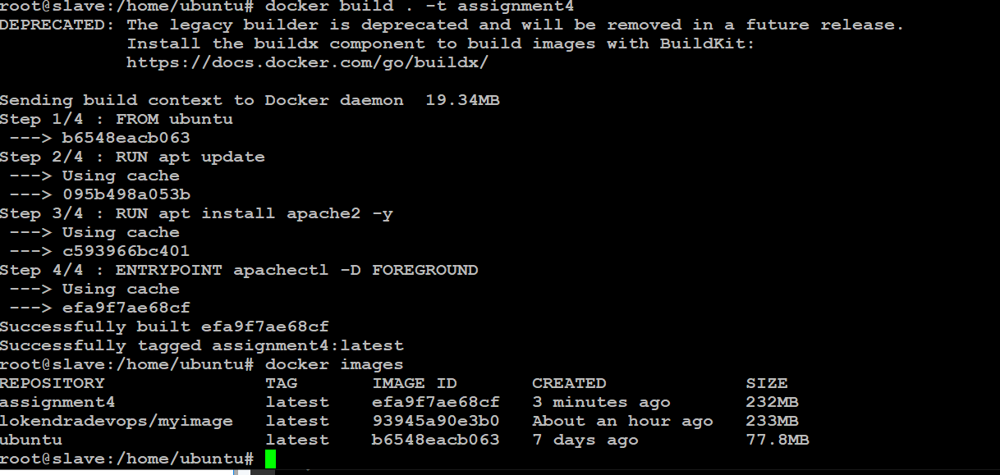 root@slave:/home/ubuntu# docker build . -t assignment4
DEPRECATED: The legacy builder is deprecated and will be removed in a future release.
            Install the buildx component to build images with BuildKit:
            https://docs.docker.com/go/buildx/

Sending build context to Docker daemon  19.34MB
Step 1/4 : FROM ubuntu
 ---> b6548eacb063
Step 2/4 : RUN apt update
 ---> Using cache
 ---> 095b498a053b
Step 3/4 : RUN apt install apache2 -y
 ---> Using cache
 ---> c593966bc401
Step 4/4 : ENTRYPOINT apachectl -D FOREGROUND
 ---> Using cache
 ---> efa9f7ae68cf
Successfully built efa9f7ae68cf
Successfully tagged assignment4:latest
root@slave:/home/ubuntu# docker images
REPOSITORY               TAG       IMAGE ID       CREATED             SIZE
assignment4              latest    efa9f7ae68cf   3 minutes ago       232MB
lokendradevops/myimage   latest    93945a90e3b0   About an hour ago   233MB
ubuntu                   latest    b6548eacb063   7 days ago          77.8MB
root@slave:/home/ubuntu#